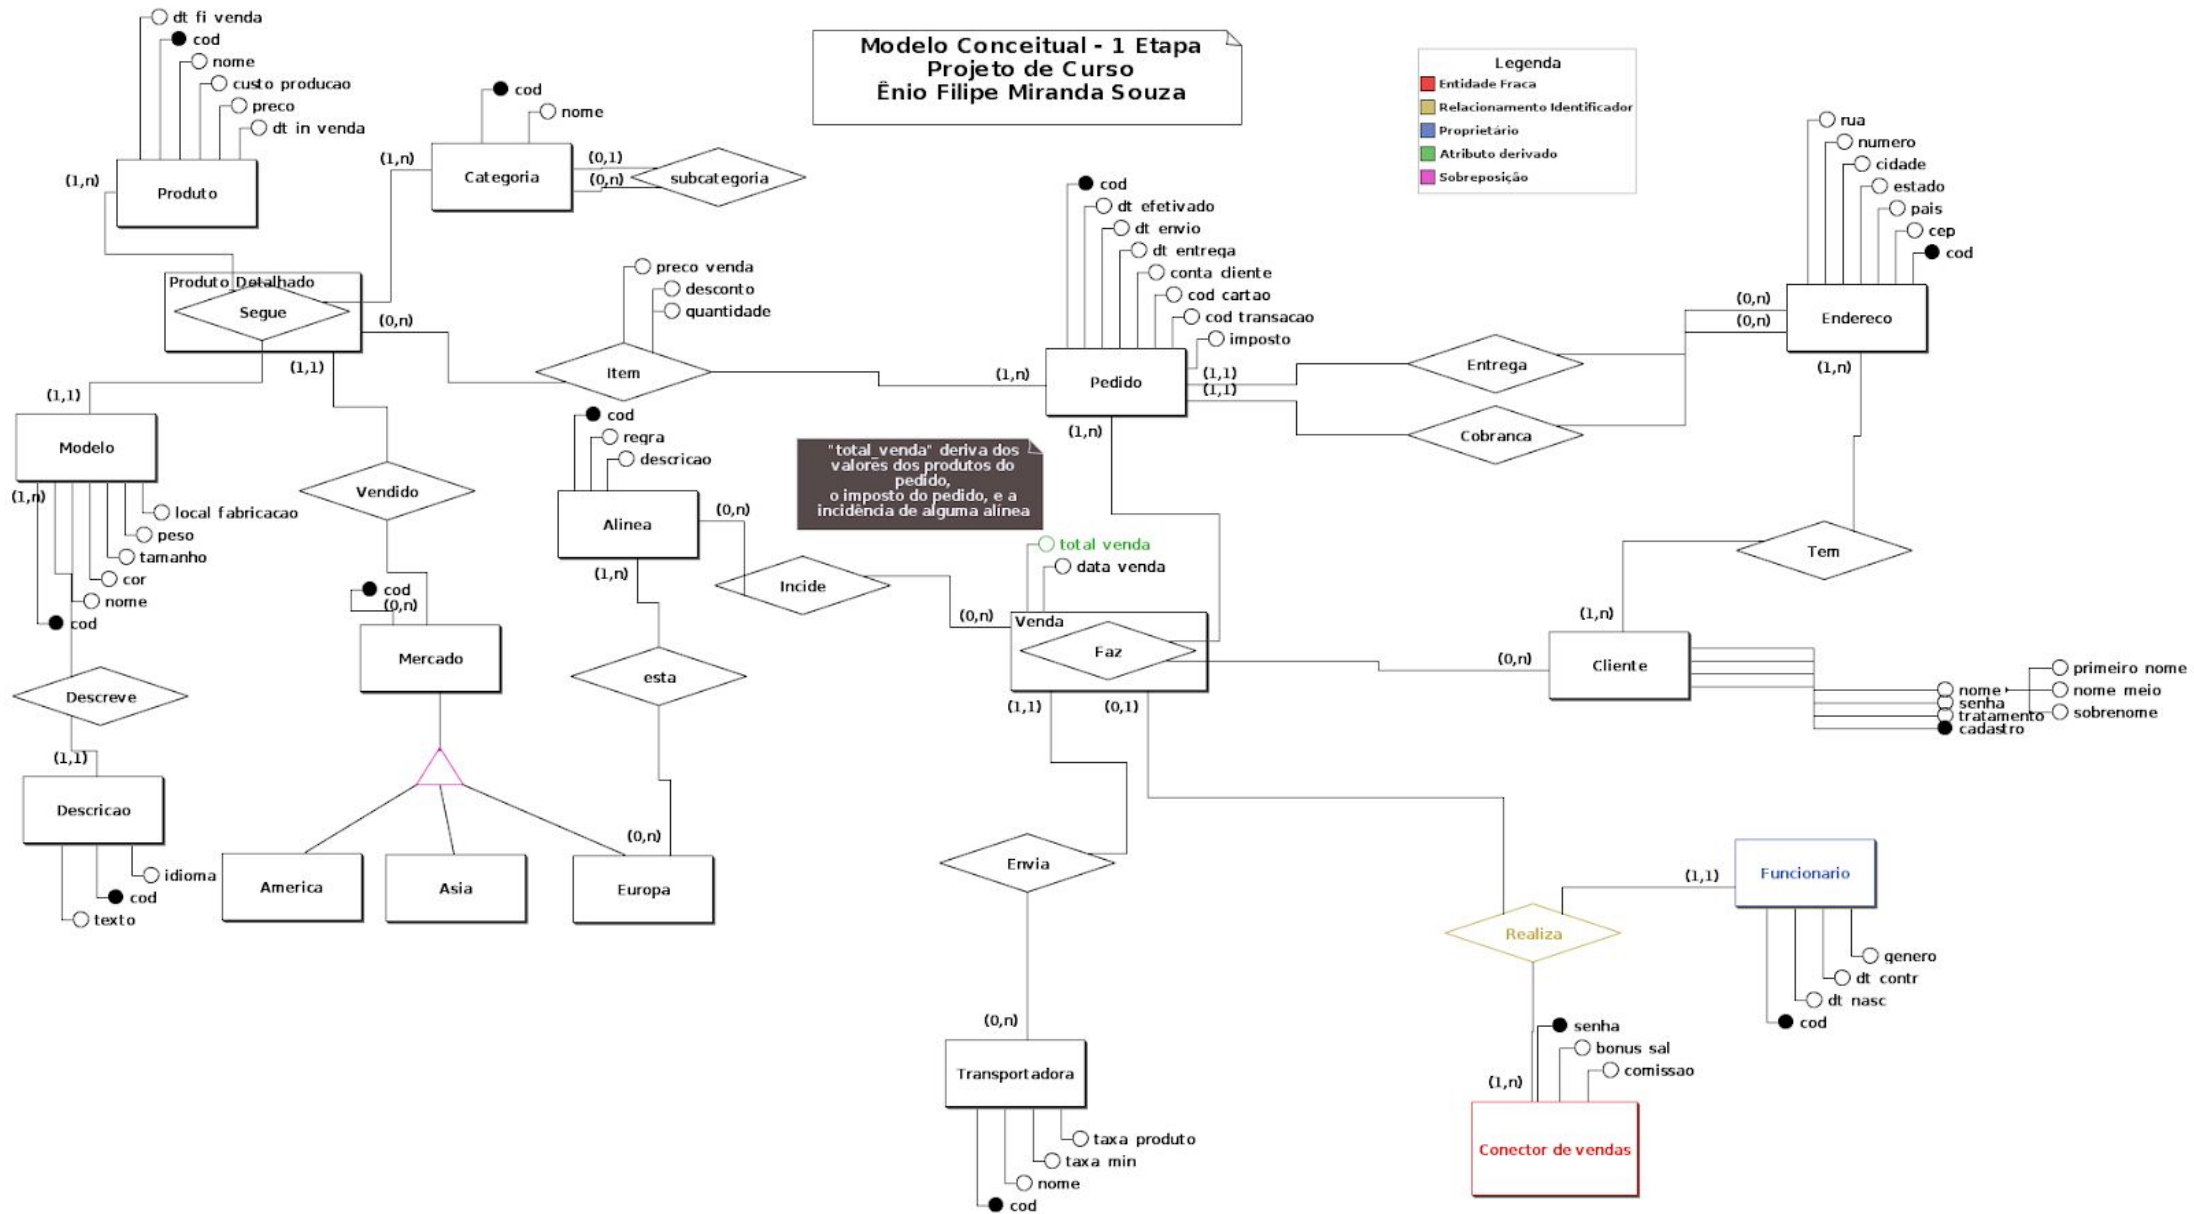 dt fi venda
cod
nome
custo producao
preco
dt in venda
(1,n)
Produto
cod
nome
(1,n)
Categoria
(0,1)
(0,n)
subcategoria
Modelo Conceitual - 1 Etapa
Projeto de Curso
Ênio Filipe Miranda Souza
Legenda
Entidade Fraca
Relacionamento Identificador
Proprietário
Atributo derivado
Sobreposição
rua
numero
cidade
estado
pais
cep
cod
(0,n)
(0,n)
Endereco
(1,n)
cod
dt efetivado
dt envio
dt entrega
conta cliente
cod cartao
cod transacao
imposto
(1,n)
Pedido
(1,1)
(1,1)
(1,n)
Entrega
Cobranca
Produto Detalhado
Segue
(0,n)
(1,1)
preco venda
desconto
quantidade
Item
(1,1)
Modelo
(1,n)
local fabricacao
peso
tamanho
cor
nome
cod
Vendido
cod
regra
descricao
Alinea
(0,n)
(1,n)
"total_venda" deriva dos
valores dos produtos do
pedido,
o imposto do pedido, e a
incidência de alguma alínea
Incide
total venda
data venda
(0,n)
Venda
Faz
(1,1)
(0,1)
Tem
(1,n)
(0,n)
Cliente
nome
senha
tratamento
cadastro
primeiro nome
nome meio
sobrenome
cod
(0,n)
Mercado
esta
Descreve
(1,1)
Descricao
idioma
cod
texto
America
Asia
(0,n)
Europa
Envia
(0,n)
Transportadora
taxa produto
taxa min
nome
cod
(1,1)
Funcionario
genero
dt contr
dt nasc
cod
Realiza
senha
bonus sal
comissao
(1,n)
Conector de vendas